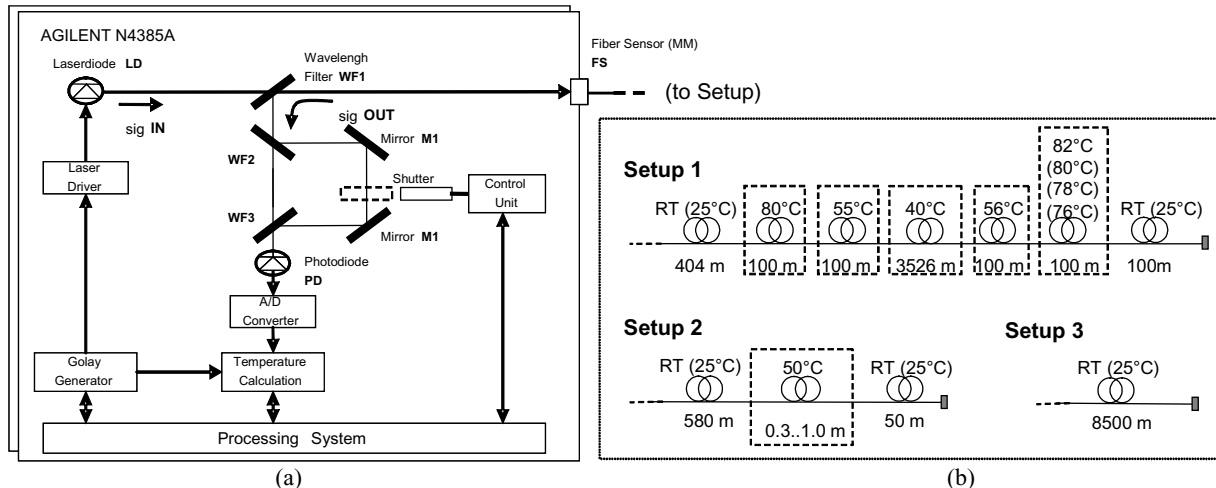 AGILENT N4385A
Laserdiode LD
Wavelengh
Filter WF1
Fiber Sensor (MM)
FS
(to Setup)
sig IN
sig OUT
Mirror M1
WF2
Laser
Driver
Shutter
Control
Unit
WF3
Mirror M1
Photodiode
PD
A/D
Converter
Golay
Generator
Temperature
Calculation
Processing System
(a)
Setup 1
82°C
(80°C)
(78°C)
(76°C)
RT (25°C)
80°C
55°C
40°C
56°C
RT (25°C)
404 m
100 m
100 m
3526 m
100 m
100 m
100m
Setup 2
RT (25°C)
50°C
RT (25°C)
580 m
0.3..1.0 m
50 m
Setup 3
RT (25°C)
8500 m
(b)